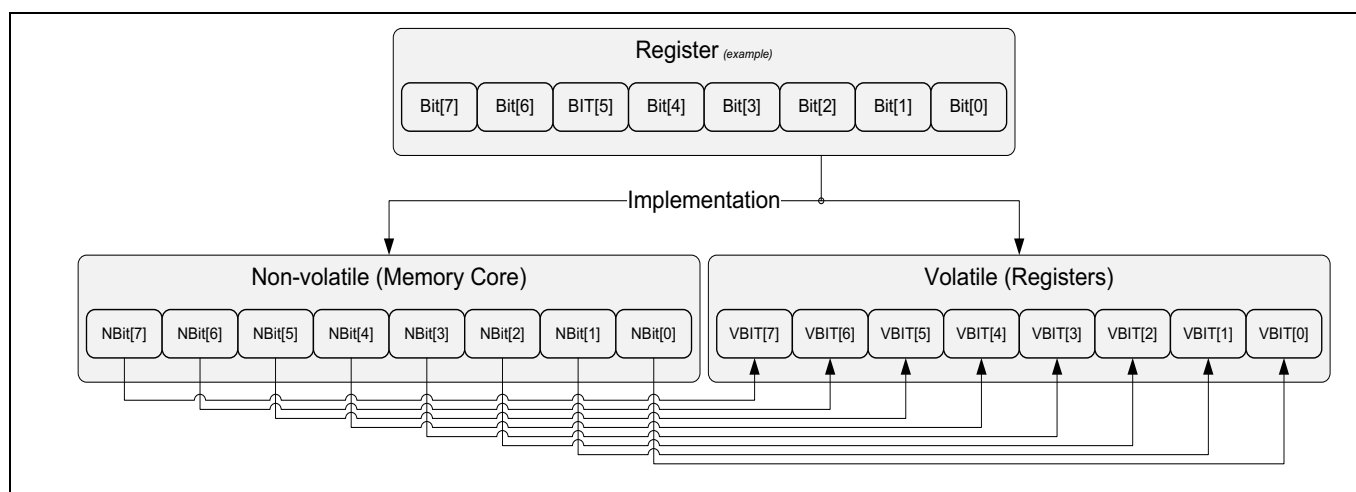 Register (example)
Bit[7] Bit[6] BIT[5] Bit[4] Bit[3] Bit[2] Bit[1] Bit[0]
Implementation
Non-volatile (Memory Core) Volatile (Registers)
NBit[7] NBit[6] NBit[5] NBit[4] NBit[3] NBit[2] NBit[1] NBit[0] VBIT[7] VBIT[6] VBIT[5] VBIT[4] VBIT[3] VBIT[2] VBIT[1] VBIT[0]